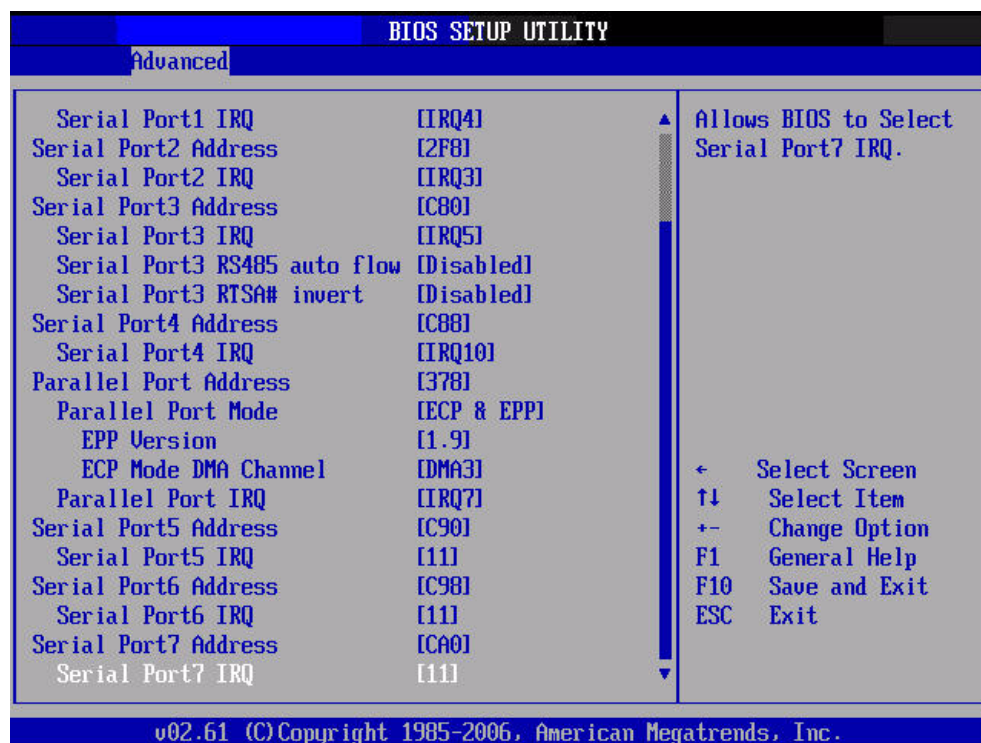 BIOS SETUP UTILITY
Advanced
Serial Port1 IRQ [IRQ4]
Serial Port2 Address [2F8]
Serial Port2 IRQ [IRQ3]
Serial Port3 Address [C80]
Serial Port3 IRQ [IRQ5]
Serial Port3 RS485 auto flow [Disabled]
Serial Port3 RTSA# invert [Disabled]
Serial Port4 Address [C88]
Serial Port4 IRQ [IRQ10]
Parallel Port Address [378]
Parallel Port Mode [ECP & EPP]
EPP Version [1.9]
ECP Mode DMA Channel [DMA3]
Parallel Port IRQ [IRQ7]
Serial Port5 Address [C90]
Serial Port5 IRQ [11]
Serial Port6 Address [C98]
Serial Port6 IRQ [11]
Serial Port7 Address [CA0]
Serial Port7 IRQ [11]
Allows BIOS to Select
Serial Port7 IRQ.
← Select Screen
↑↓ Select Item
+- Change Option
F1 General Help
F10 Save and Exit
ESC Exit
v02.61 (C)Copyright 1985-2006, American Megatrends, Inc.